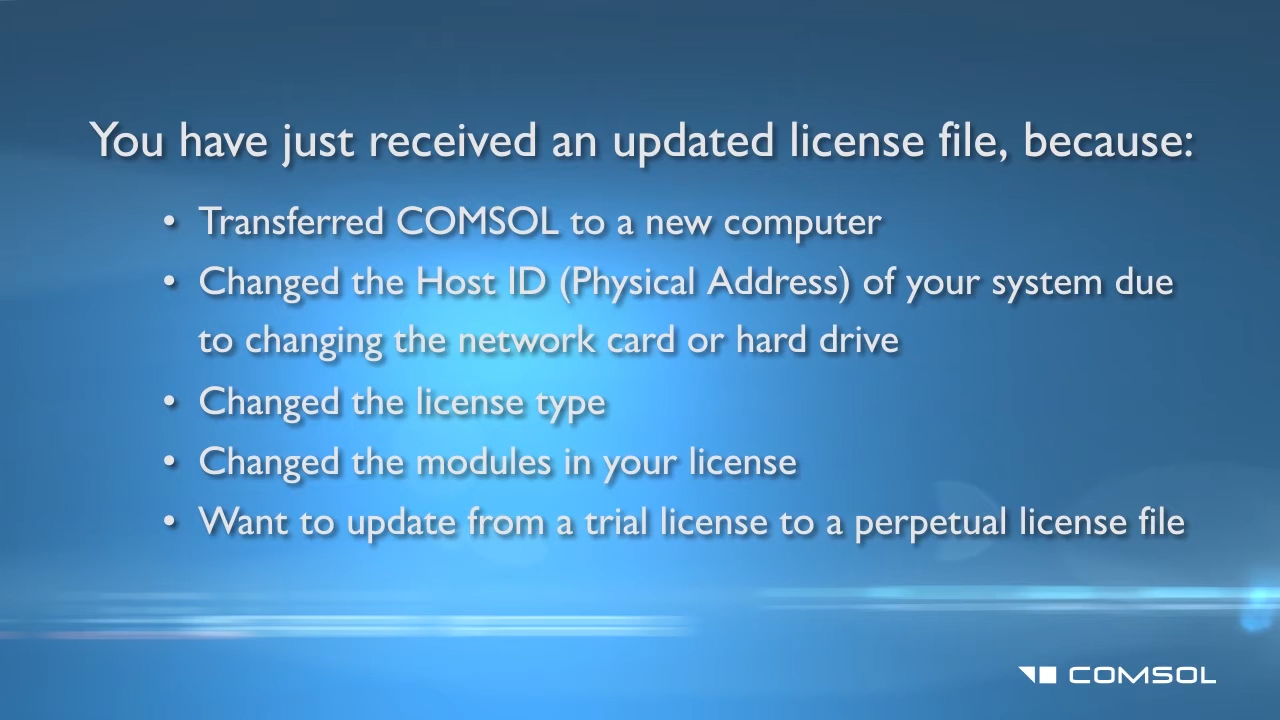 You have just received an updated license file, because:
• Transferred COMSOL to a new computer
• Changed the Host ID (Physical Address) of your system due
to changing the network card or hard drive
• Changed the license type
• Changed the modules in your license
• Want to update from a trial license to a perpetual license file
COMSOL